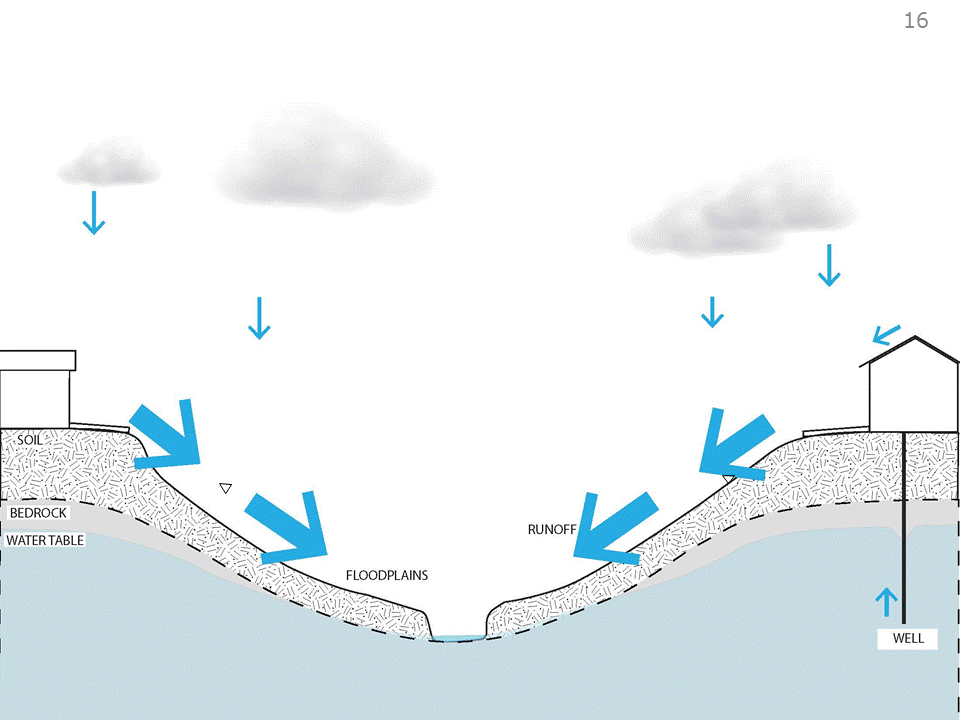 16
SOIL
BEDROCK
WATER TABLE
RUNOFF
FLOODPLAINS
WELL